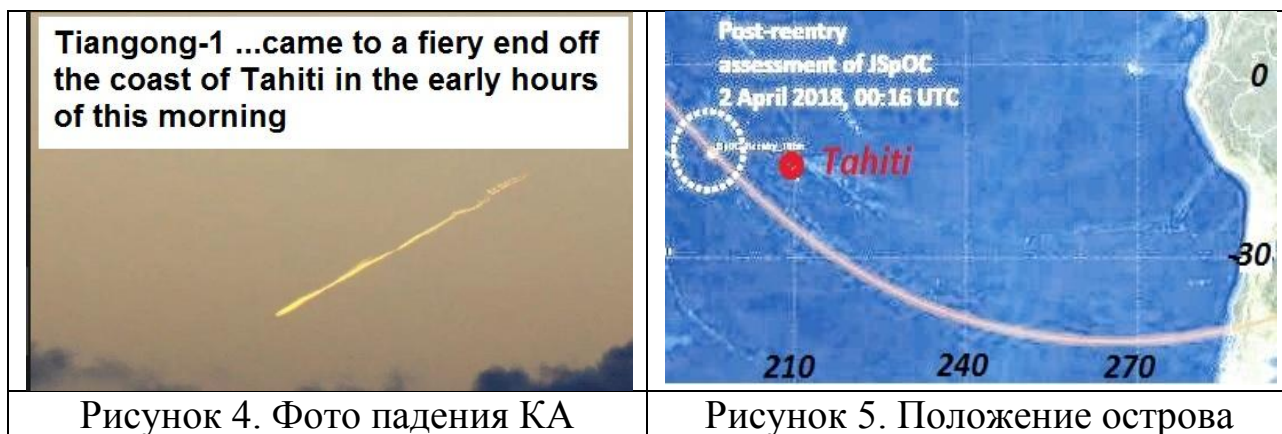 Tiangong-1 ...came to a fiery end off
the coast of Tahiti in the early hours
of this morning
Рисунок 4. Фото падения КА
Post-reentry
assessment of JSpOC
2 April 2018, 00:16 UTC
Tahiti
0
-30
210
240
270
Рисунок 5. Положение острова